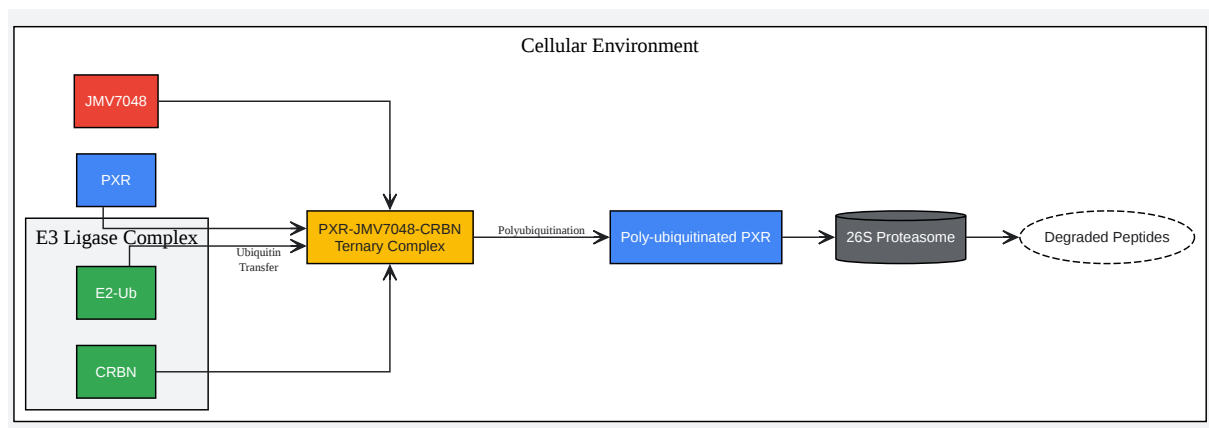 Cellular Environment
JMV7048
PXR
E3 Ligase Complex
E2-Ub
CRBN
Ubiquitin
Transfer
PXR-JMV7048-CRBN
Ternary Complex
Polyubiquitination
Poly-ubiquitinated PXR
26S Proteasome
Degraded Peptides